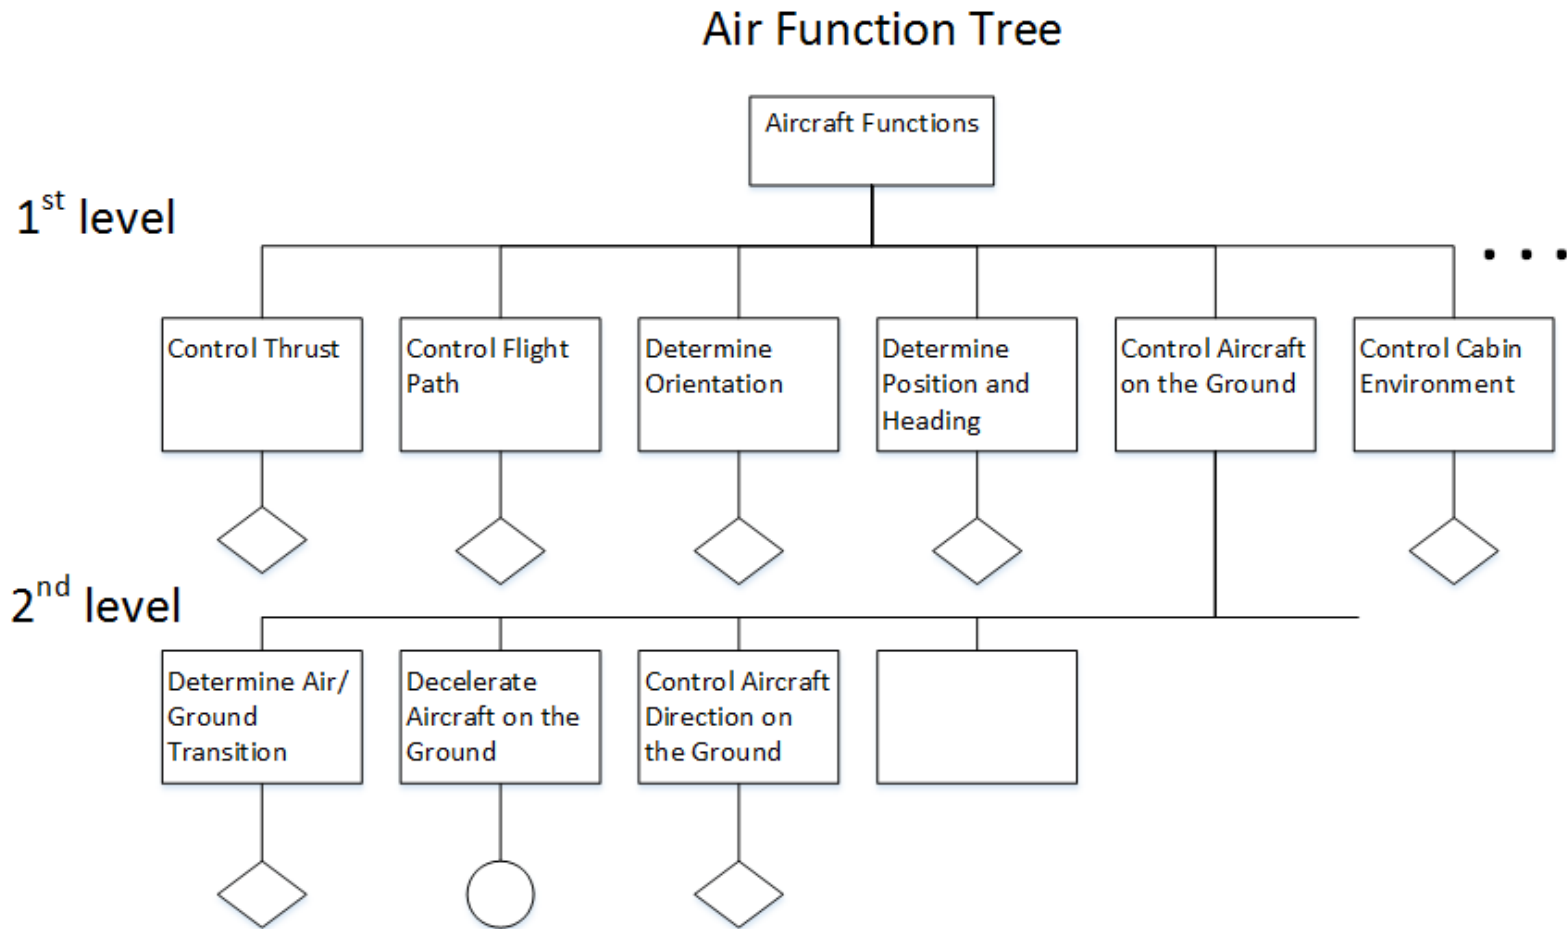 Air Function Tree
Aircraft Functions
1st level
Control Thrust
Control Flight
Path
Determine
Orientation
Determine
Position and
Heading
Control Aircraft
on the Ground
Control Cabin
Environment
. . .
2nd level
Determine Air/
Ground
Transition
Decelerate
Aircraft on the
Ground
Control Aircraft
Direction on
the Ground